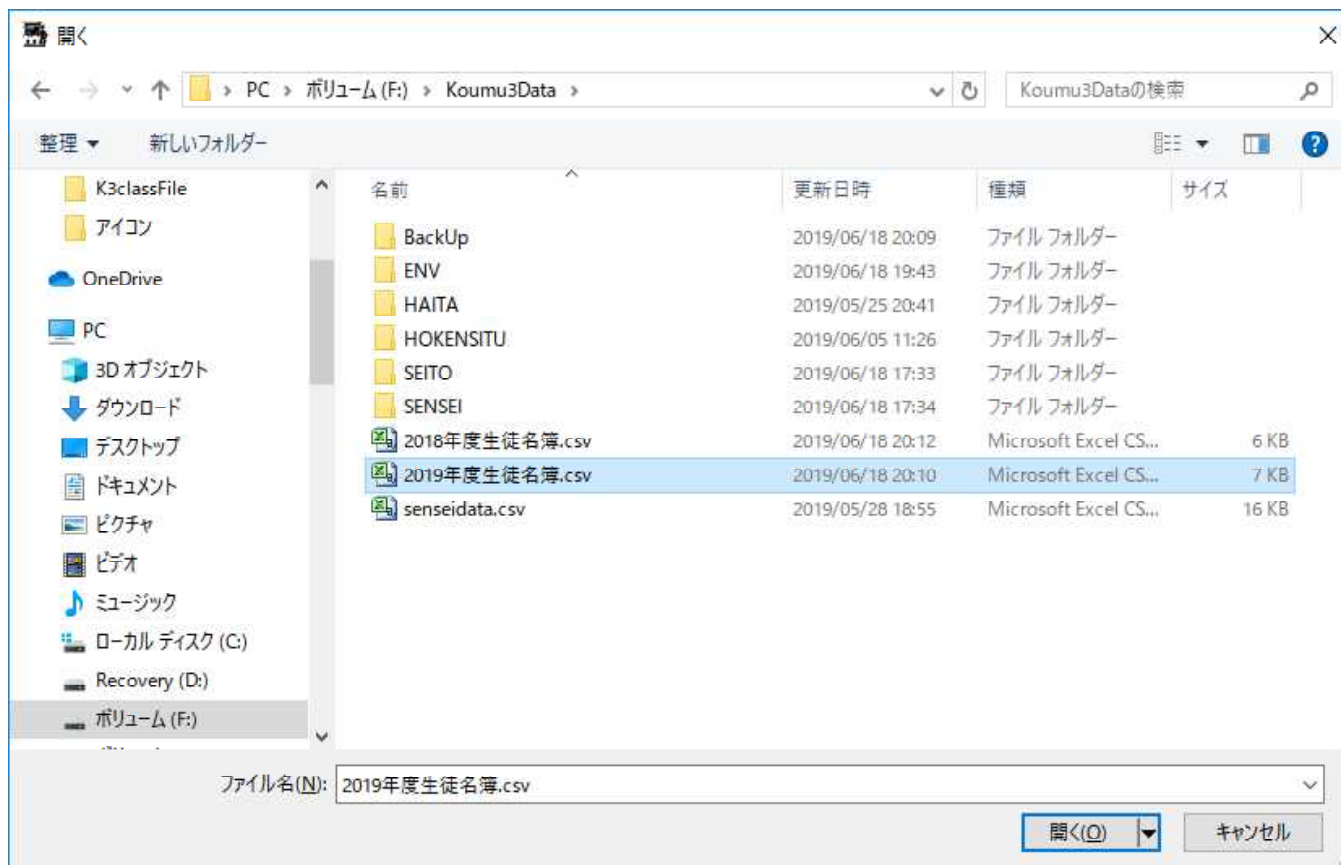 開く
PC › ボリューム (F:) › Koumu3Data ›
Koumu3Dataの検索
整理
新しいフォルダー
K3classFile
アイコン
OneDrive
PC
3D オブジェクト
ダウンロード
デスクトップ
ドキュメント
ピクチャ
ビデオ
ミュージック
ローカル ディスク (C:)
Recovery (D:)
ボリューム (F:)
名前 更新日時 種類 サイズ
BackUp 2019/06/18 20:09 ファイル フォルダー
ENV 2019/06/18 19:43 ファイル フォルダー
HAITA 2019/05/25 20:41 ファイル フォルダー
HOKENSITU 2019/06/05 11:26 ファイル フォルダー
SEITO 2019/06/18 17:33 ファイル フォルダー
SENSEI 2019/06/18 17:34 ファイル フォルダー
2018年度生徒名簿.csv 2019/06/18 20:12 Microsoft Excel CS... 6 KB
2019年度生徒名簿.csv 2019/06/18 20:10 Microsoft Excel CS... 7 KB
senseidata.csv 2019/05/28 18:55 Microsoft Excel CS... 16 KB
ファイル名(N): 2019年度生徒名簿.csv
開く(O) キャンセル